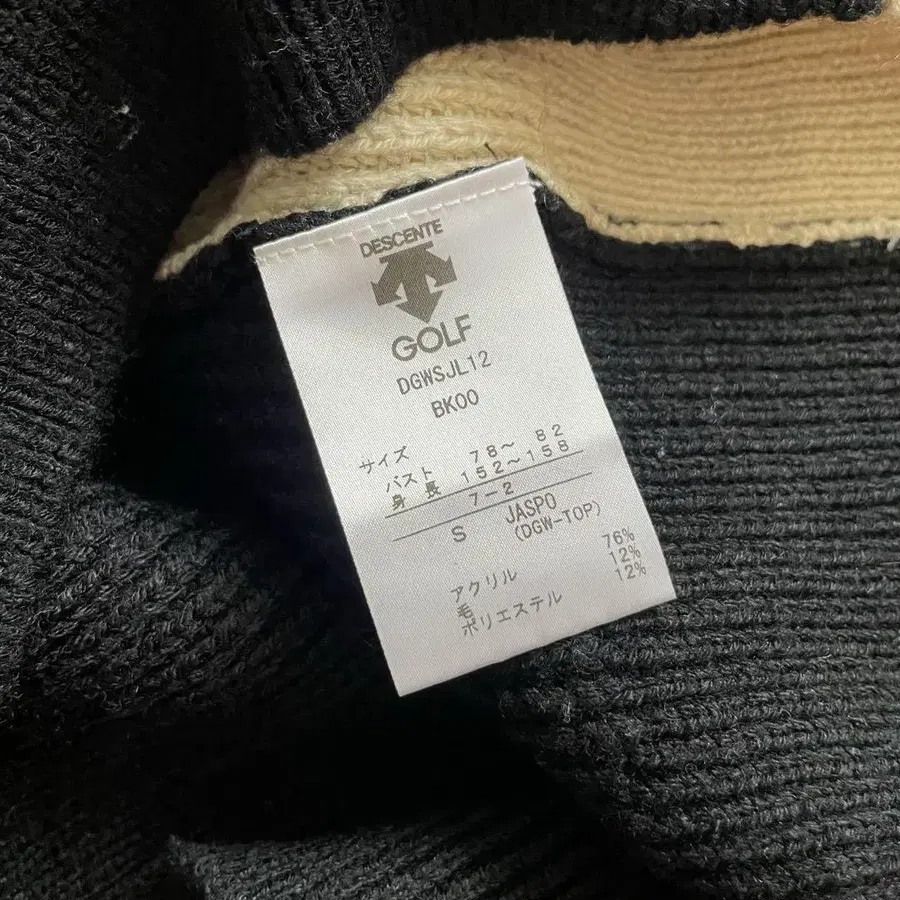 DESCENTE
GOLF
DGWSJL12
BK00
サイズ
バスト 78～ 82
身 長 152～158
7-2
S JASPO
(DGW-TOP)
アクリル 76%
毛 12%
ポリエステル 12%